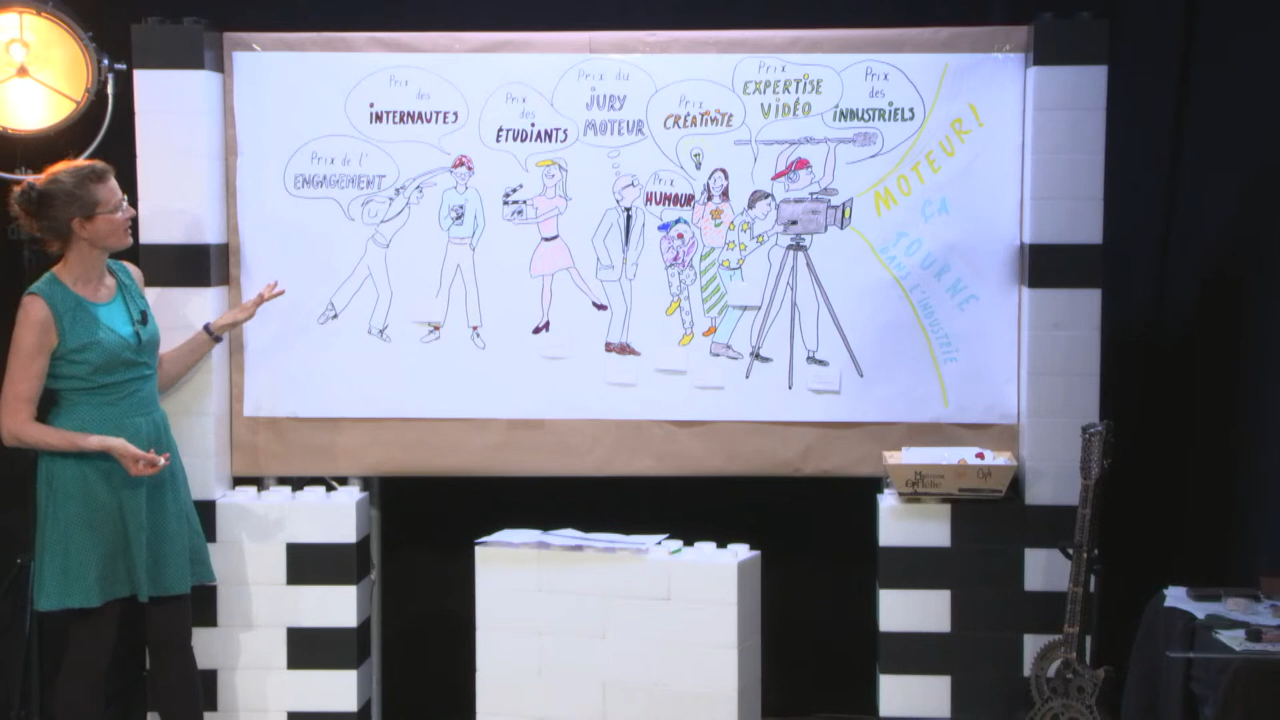 Prix de l'
ENGAGEMENT
Prix
des
INTERNAUTES
Prix
des
ÉTUDIANTS
Prix du
JURY
MOTEUR
Prix
CRÉATIVITÉ
Prix
HUMOUR
Prix
EXPERTISE
VIDÉO
Prix
des
INDUSTRIELS
MOTEUR!
ÇA
TOURNE
DANS L'INDUSTRIE